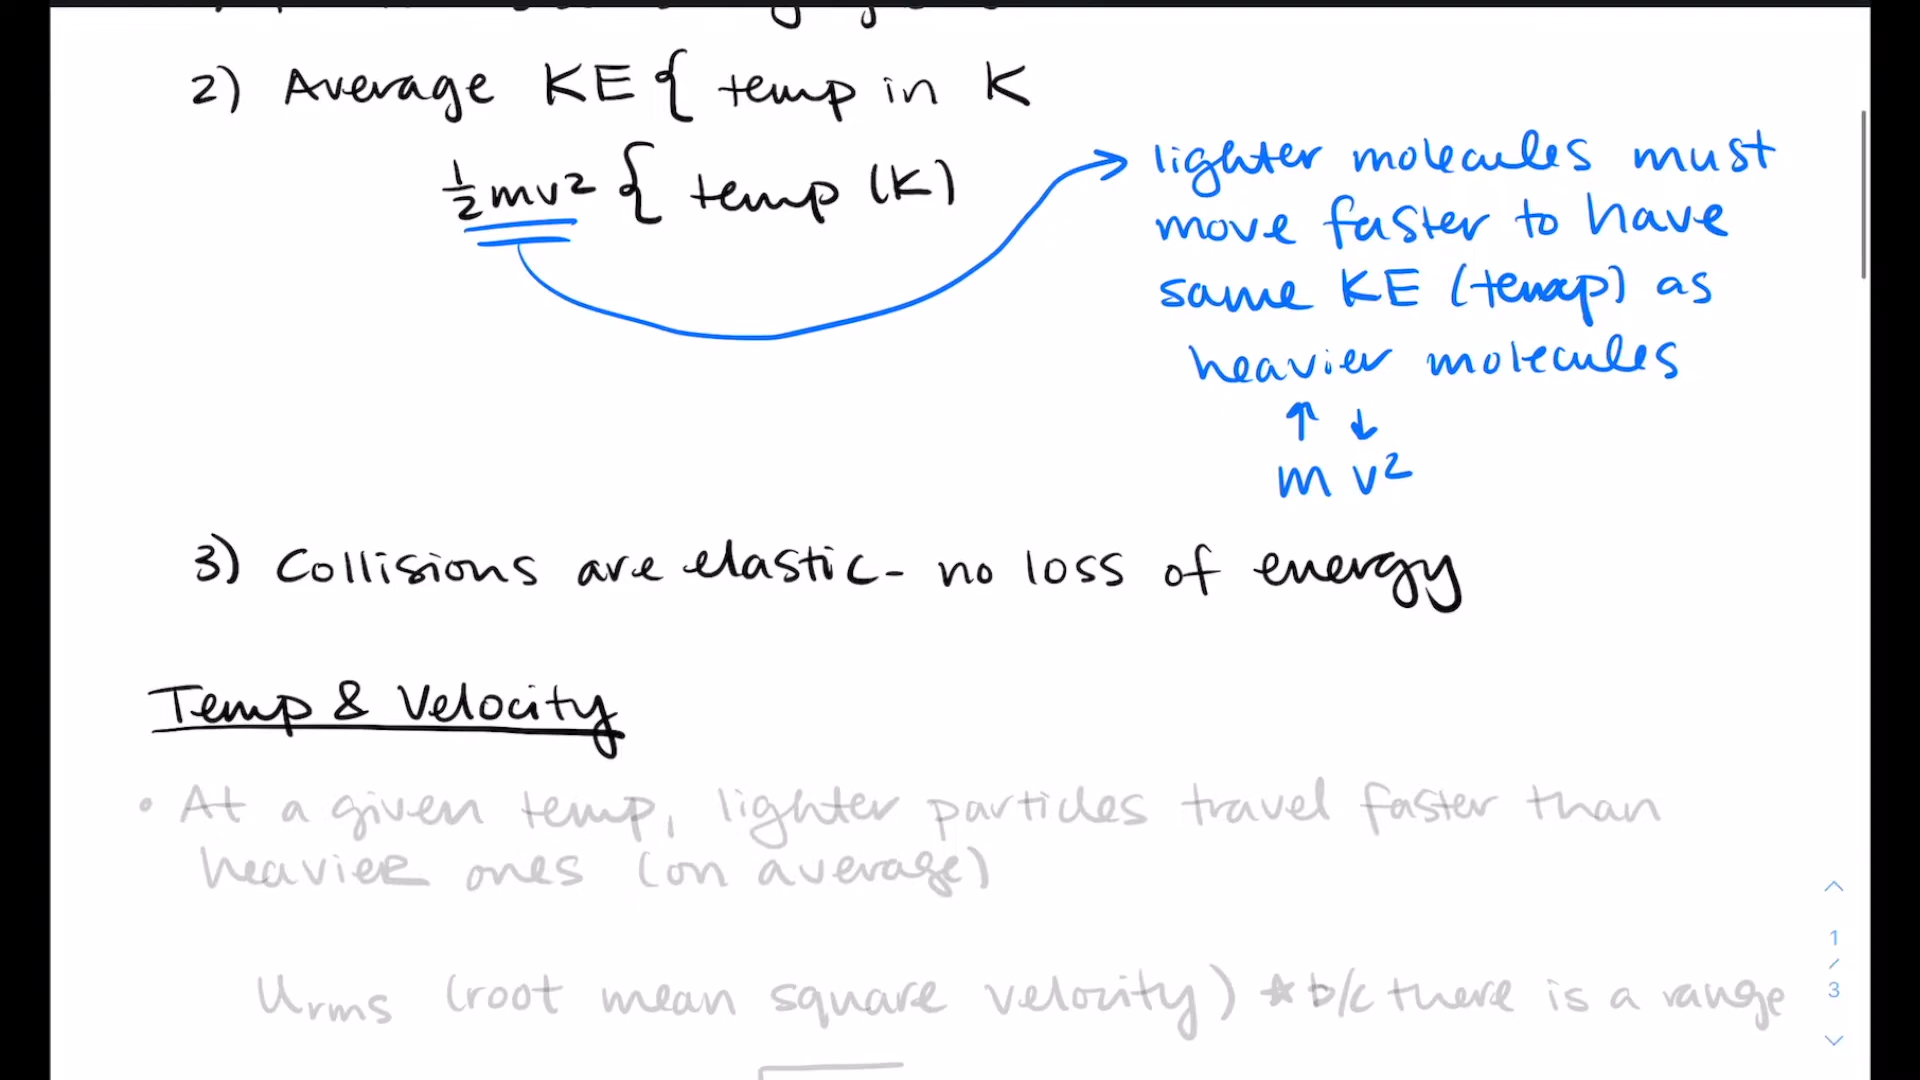 2) Average KE { temp in K
½mv² { temp (K)
lighter molecules must
move faster to have
same KE (temp) as
heavier molecules
↑ ↓
m v²
3) Collisions are elastic - no loss of energy
Temp & Velocity
• At a given temp, lighter particles travel faster than
heavier ones (on average)
Urms (root mean square velocity) * b/c there is a range
1
/
3